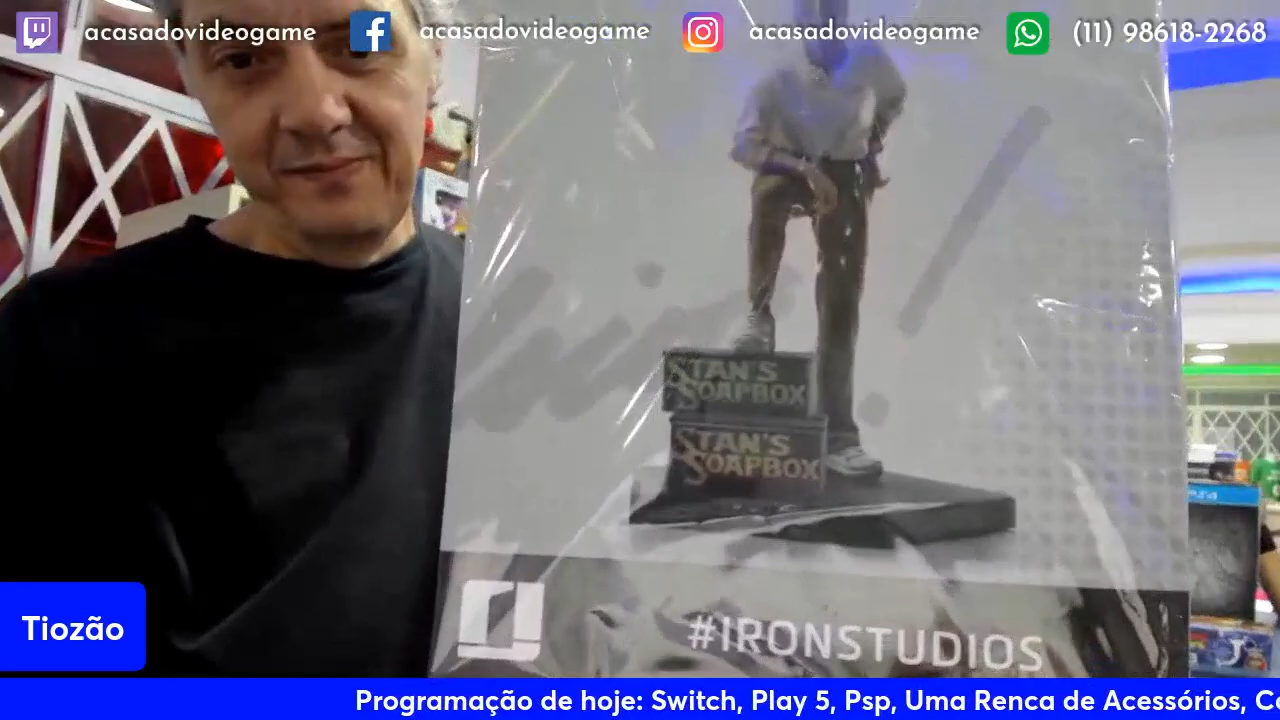 acasadovideogame acasadovideogame acasadovideogame (11) 98618-2268
STAN'S
SOAPBOX
STAN'S
SOAPBOX
#IRONSTUDIOS
Tiozão
Programação de hoje: Switch, Play 5, Psp, Uma Renca de Acessórios,